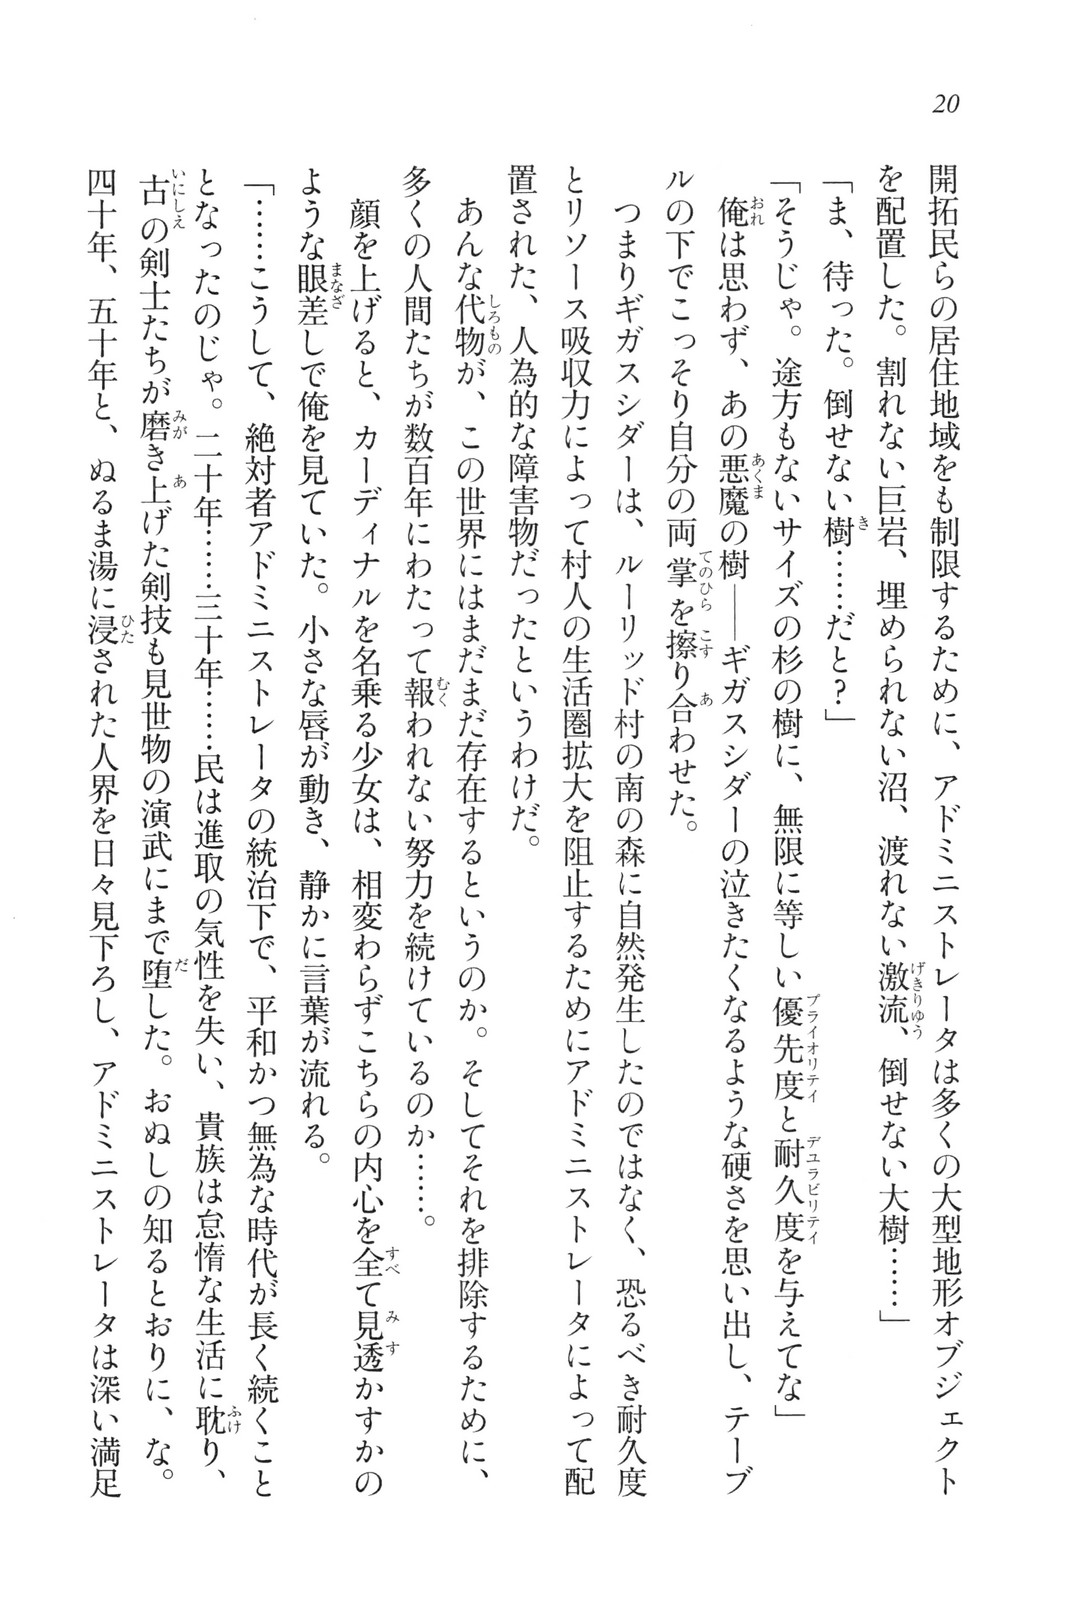 20
開拓民らの居住地域をも制限するために、アドミニストレータは多くの大型地形オブジェクト
を配置した。割れない巨岩、埋められない沼、渡れない激流、倒せない大樹……」
「ま、待った。倒せない樹……だと？」
「そうじゃ。途方もないサイズの杉の樹に、無限に等しい優先度と耐久度を与えてな」
　俺は思わず、あの悪魔の樹――ギガスシダーの泣きたくなるような硬さを思い出し、テーブ
ルの下でこっそり自分の両掌を擦り合わせた。
　つまりギガスシダーは、ルーリッド村の南の森に自然発生したのではなく、恐るべき耐久度
とリソース吸収力によって村人の生活圏拡大を阻止するためにアドミニストレータによって配
置された、人為的な障害物だったというわけだ。
　あんな代物が、この世界にはまだまだ存在するというのか。そしてそれを排除するために、
多くの人間たちが数百年にわたって報われない努力を続けているのか……。
　顔を上げると、カーディナルを名乗る少女は、相変わらずこちらの内心を全て見透かすかの
ような眼差しで俺を見ていた。小さな唇が動き、静かに言葉が流れる。
「……こうして、絶対者アドミニストレータの統治下で、平和かつ無為な時代が長く続くこと
となったのじゃ。二十年……三十年……民は進取の気性を失い、貴族は怠惰な生活に耽り、
古の剣士たちが磨き上げた剣技も見世物の演武にまで堕した。おぬしの知るとおりに、な。
四十年、五十年と、ぬるま湯に浸された人界を日々見下ろし、アドミニストレータは深い満足